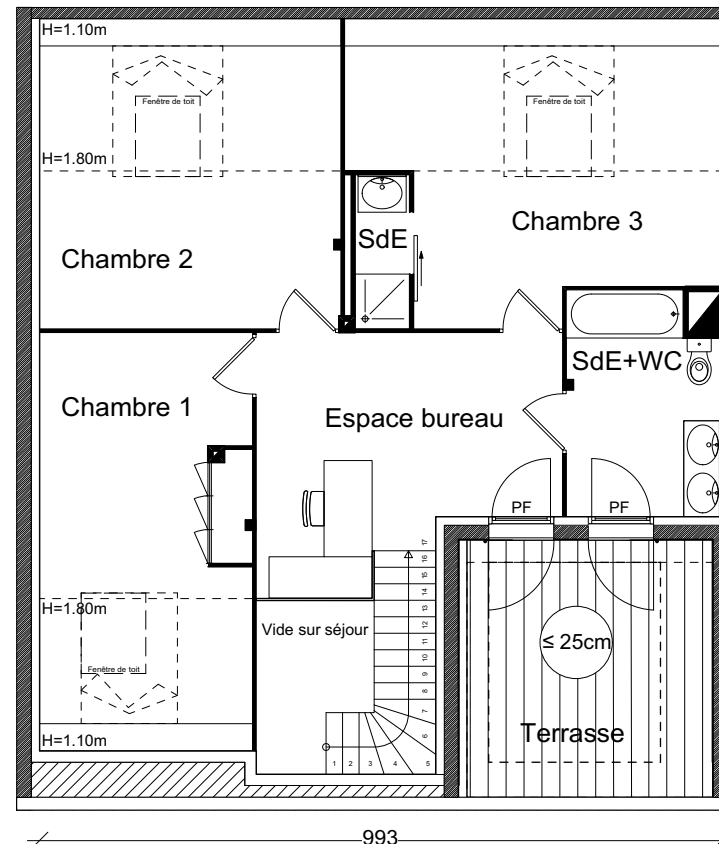 H=1.10m
Fenêtre de toit
Fenêtre de toit
H=1.80m
SdE
Chambre 3
Chambre 2
SdE+WC
Chambre 1
Espace bureau
PF
PF
17
16
15
14
13
12
11
10
9
8
7
6
5
4
3
2
1
H=1.80m
Vide sur séjour
≤ 25cm
Fenêtre de toit
Terrasse
H=1.10m
993